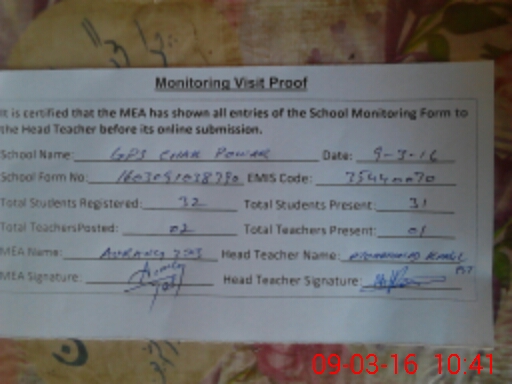 Monitoring Visit Proof
It is certified that the MEA has shown all entries of the School Monitoring Form to
the Head Teacher before its online submission.
School Name: GPS CHAK Date: 9-3-16
School Form No: EMIS Code:
Total Students Registered: 32 Total Students Present: 31
Total TeachersPosted: 02 Total Teachers Present: 01
MEA Name: Head Teacher Name:
MEA Signature: Head Teacher Signature:
PST
09-03-16 10:41